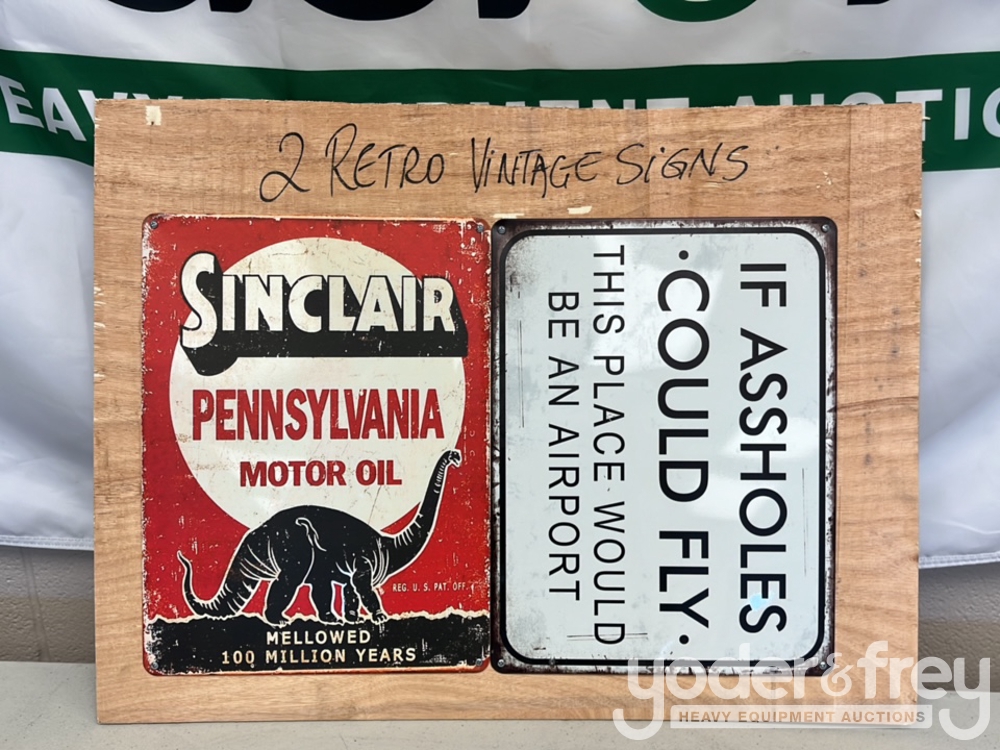 2 RETRO VINTAGE SIGNS
SINCLAIR
PENNSYLVANIA
MOTOR OIL
REG. U. S. PAT. OFF.
MELLOWED
100 MILLION YEARS
IF ASSHOLES
·COULD FLY·
THIS PLACE WOULD
BE AN AIRPORT
yoder&frey
HEAVY EQUIPMENT AUCTIONS